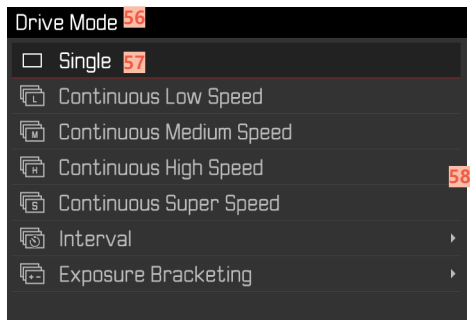 Drive Mode 56
Single 57
L Continuous Low Speed
M Continuous Medium Speed
H Continuous High Speed
58
S Continuous Super Speed
Interval
+- Exposure Bracketing